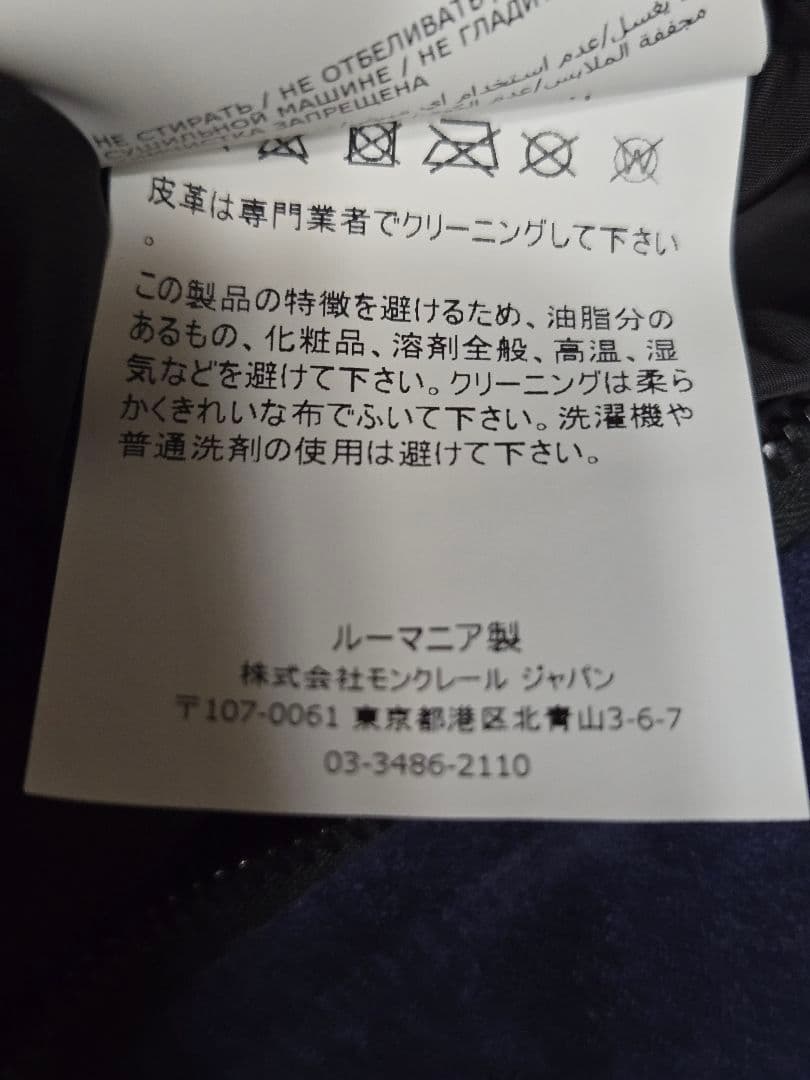 НЕ СТИРАТЬ / НЕ ОТБЕЛИВАТЬ
СУШИЛЬНОЙ МАШИНЕ / НЕ ГЛАДИ
ЗАПРЕЩЕНА
يغسل/عدم استخدام اي
مجففة الملابس/عدم
皮革は専門業者でクリーニングして下さい
。
この製品の特徴を避けるため、油脂分の
あるもの、化粧品、溶剤全般、高温、湿
気などを避けて下さい。クリーニングは柔ら
かくきれいな布でふいて下さい。洗濯機や
普通洗剤の使用は避けて下さい。
ルーマニア製
株式会社モンクレール ジャパン
〒107-0061 東京都港区北青山3-6-7
03-3486-2110